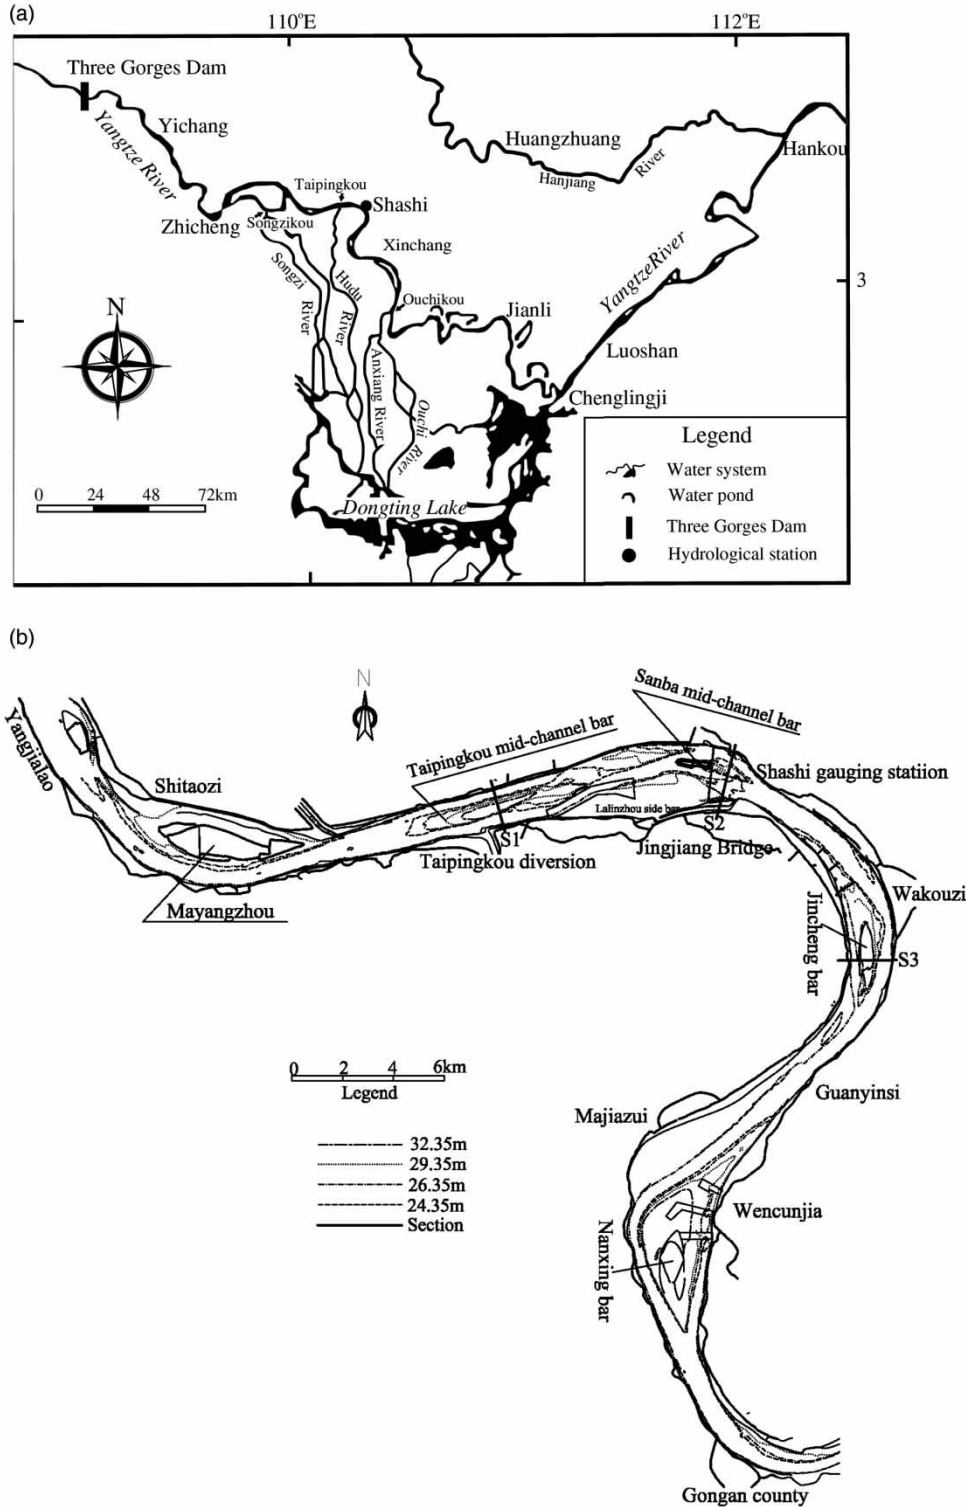 (a)
110°E
112°E
Three Gorges Dam
Yichang
Yangtze River
Huangzhuang
Hanjiang
River
Hankou
Taipingkou
Shashi
Zhicheng
Songzikou
Xinchang
Songzi
River
Hudu
River
YangtzeRiver
3
Ouchikou
Jianli
N
Luoshan
Anxiang River
Ouchi River
Chenglingji
Legend
Water system
Water pond
Three Gorges Dam
Hydrological station
0 24 48 72km
Dongting Lake
(b)
N
Sanba mid-channel bar
Yangjialao
Taipingkou mid-channel bar
Shitaozi
Shashi gauging statiion
Lalinzhou side bar
S1
S2
Taipingkou diversion
Jingjiang Bridge
Mayangzhou
Wakouzi
Jincheng bar
S3
0 2 4 6km
Legend
Guanyinsi
Majiazui
32.35m
29.35m
26.35m
24.35m
Section
Wencunjia
Nanxing bar
Gongan county